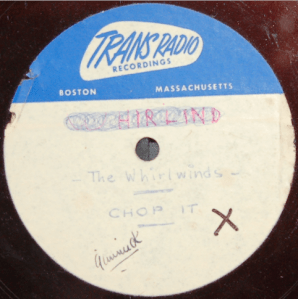 TRANS RADIO
RECORDINGS
BOSTON MASSACHUSETTS
- The Whirlwinds -
CHOP IT
X